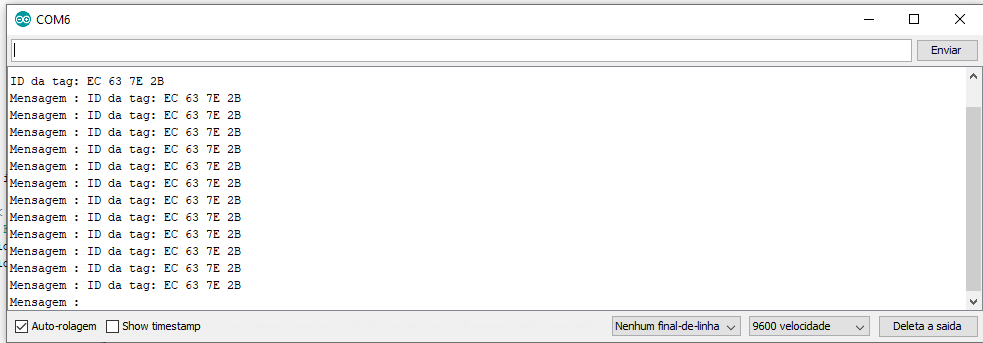 COM6
Enviar
ID da tag: EC 63 7E 2B
Mensagem : ID da tag: EC 63 7E 2B
Mensagem : ID da tag: EC 63 7E 2B
Mensagem : ID da tag: EC 63 7E 2B
Mensagem : ID da tag: EC 63 7E 2B
Mensagem : ID da tag: EC 63 7E 2B
Mensagem : ID da tag: EC 63 7E 2B
Mensagem : ID da tag: EC 63 7E 2B
Mensagem : ID da tag: EC 63 7E 2B
Mensagem : ID da tag: EC 63 7E 2B
Mensagem : ID da tag: EC 63 7E 2B
Mensagem : ID da tag: EC 63 7E 2B
Mensagem : ID da tag: EC 63 7E 2B
Mensagem :
Auto-rolagem Show timestamp Nenhum final-de-linha 9600 velocidade Deleta a saida